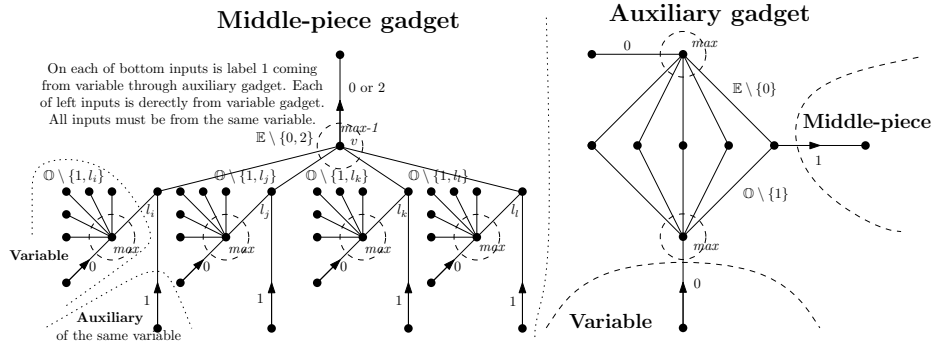 Middle-piece gadget
Auxiliary gadget
On each of bottom inputs is label 1 coming
from variable through auxiliary gadget. Each
of left inputs is derectly from variable gadget.
All inputs must be from the same variable.
0 or 2
max-1
v
𝔼 \ {0, 2}
𝕆 \ {1, l_i}
𝕆 \ {1, l_j}
𝕆 \ {1, l_k}
𝕆 \ {1, l_l}
l_i
l_j
l_k
l_l
max
max
max
max
Variable
0
0
0
0
1
1
1
1
Auxiliary
of the same variable
0
max
𝔼 \ {0}
Middle-piece
1
𝕆 \ {1}
max
0
Variable